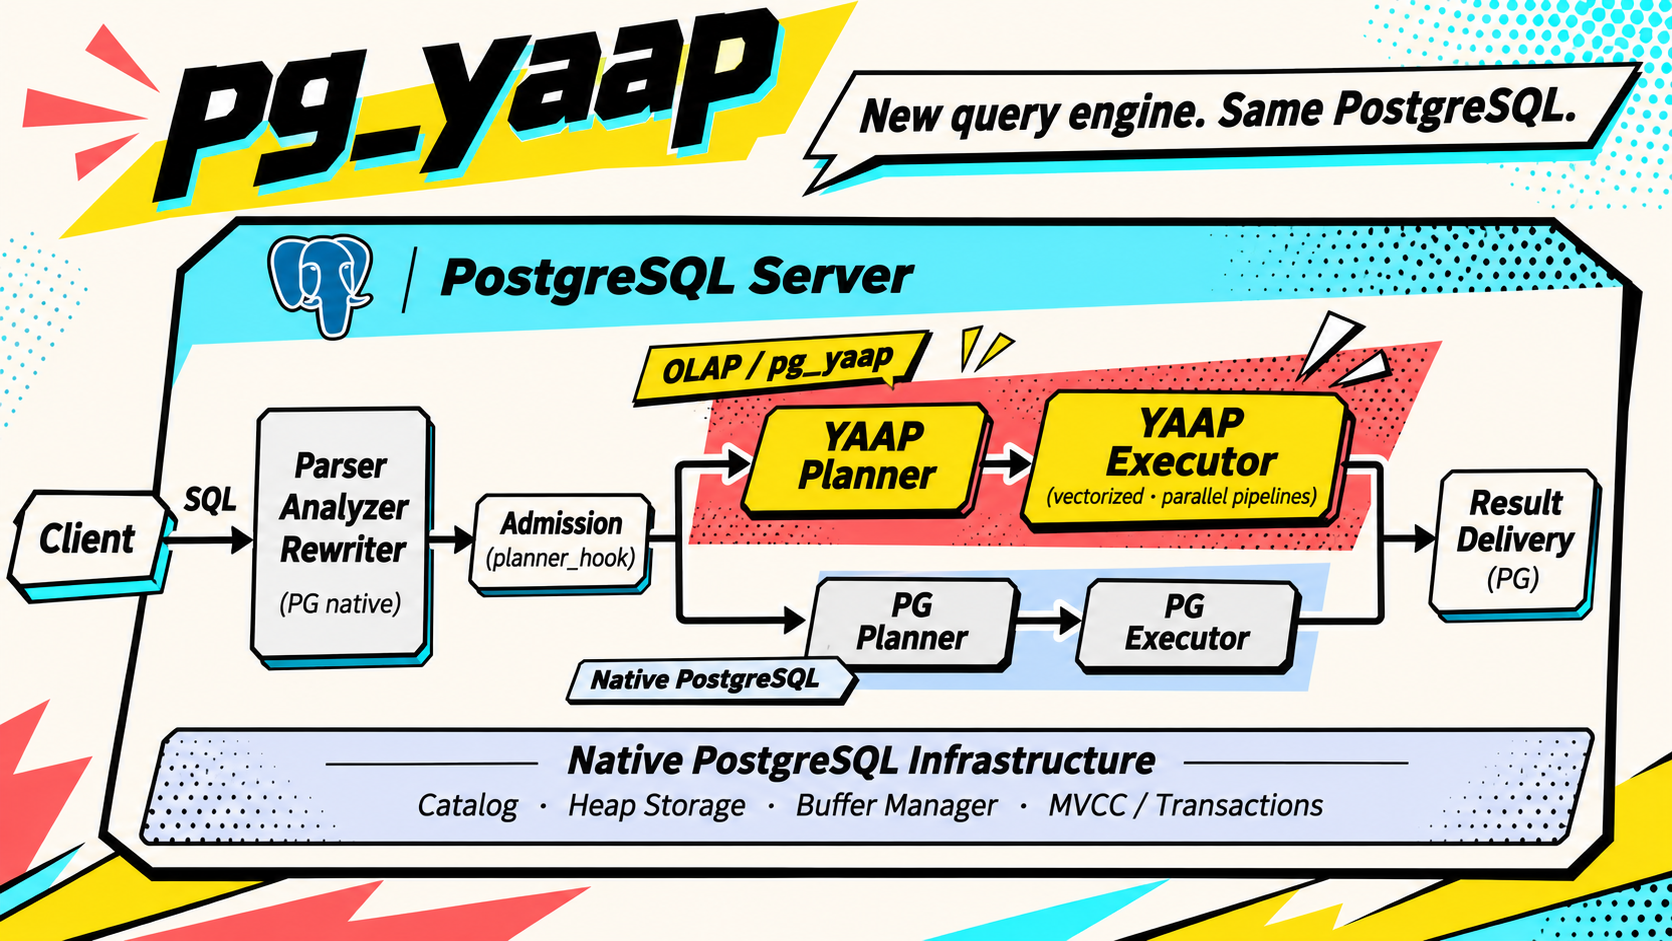 pg_yaap
New query engine. Same PostgreSQL.
PostgreSQL Server
OLAP / pg_yaap
YAAP
Planner
YAAP
Executor
(vectorized · parallel pipelines)
Client
SQL
Parser
Analyzer
Rewriter
(PG native)
Admission
(planner_hook)
Result
Delivery
(PG)
PG
Planner
PG
Executor
Native PostgreSQL
Native PostgreSQL Infrastructure
Catalog · Heap Storage · Buffer Manager · MVCC / Transactions